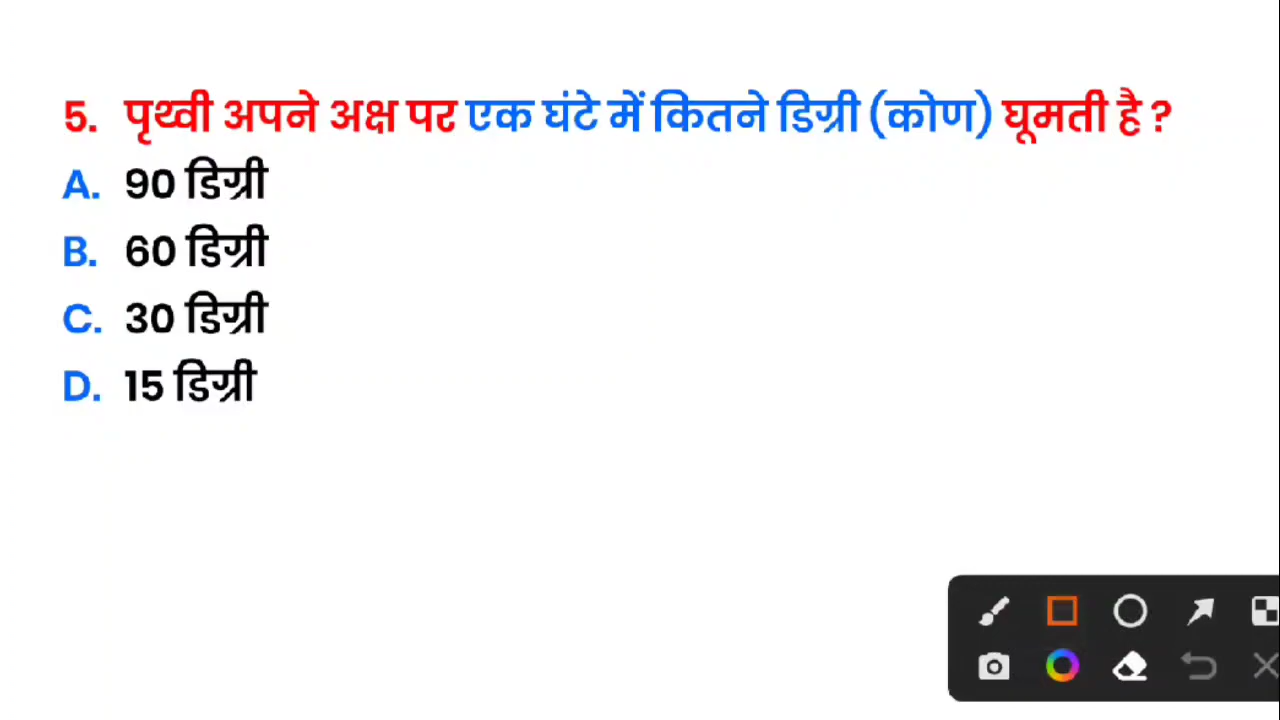 5. पृथ्वी अपने अक्ष पर एक घंटे में कितने डिग्री (कोण) घूमती है ?
A. 90 डिग्री
B. 60 डिग्री
C. 30 डिग्री
D. 15 डिग्री